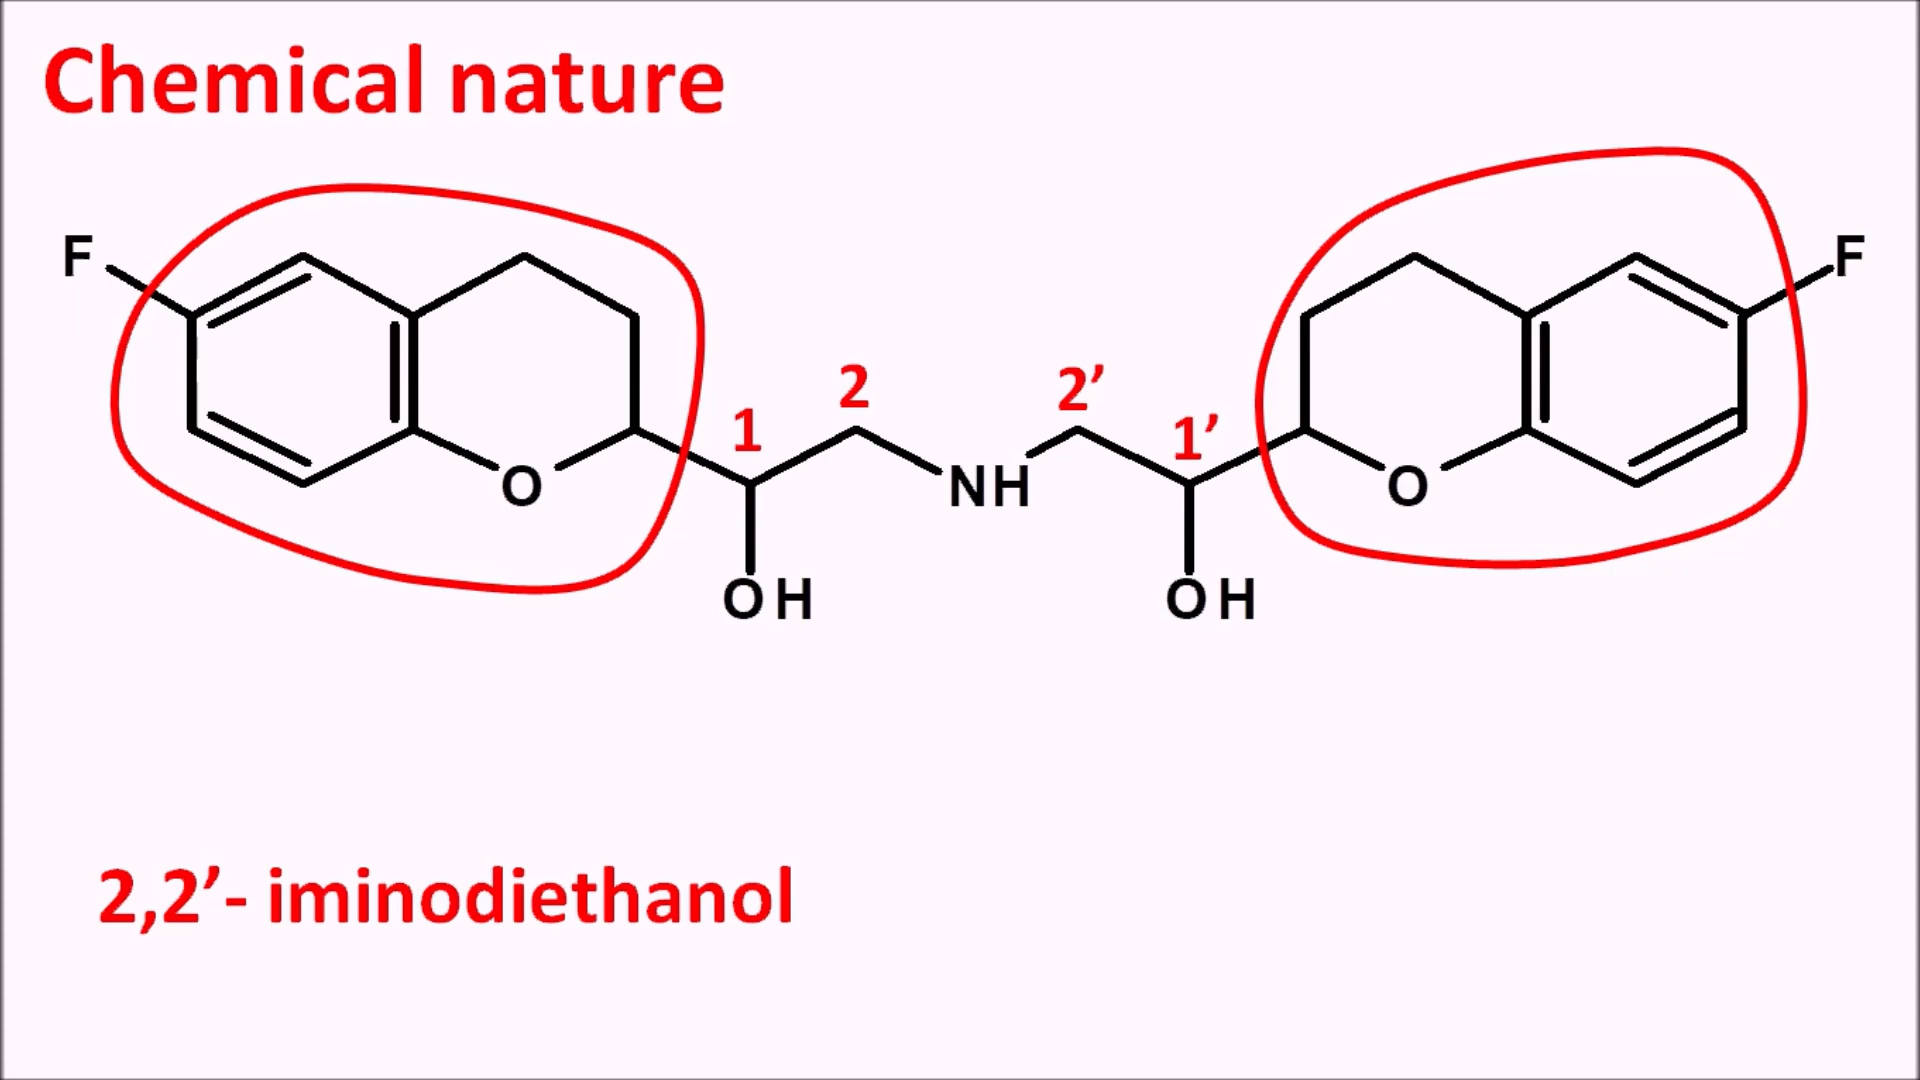 Chemical nature
F
F
2
2’
1
1’
O
NH
O
OH
OH
2,2’- iminodiethanol